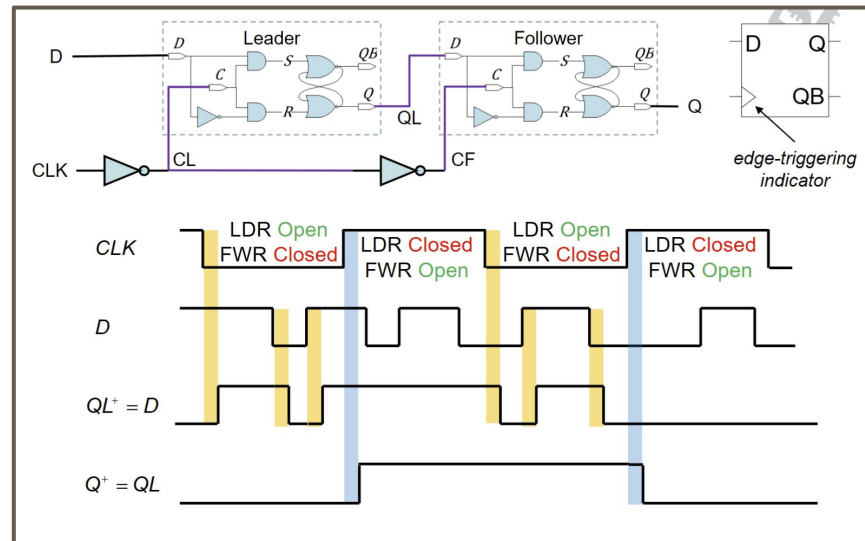 Leader
Follower
D
D
C
S
R
QB
Q
QL
D
C
S
R
QB
Q
Q
D
Q
QB
CLK
CL
CF
edge-triggering
indicator
CLK
LDR Open
FWR Closed
LDR Closed
FWR Open
LDR Open
FWR Closed
LDR Closed
FWR Open
D
QL⁺ = D
Q⁺ = QL